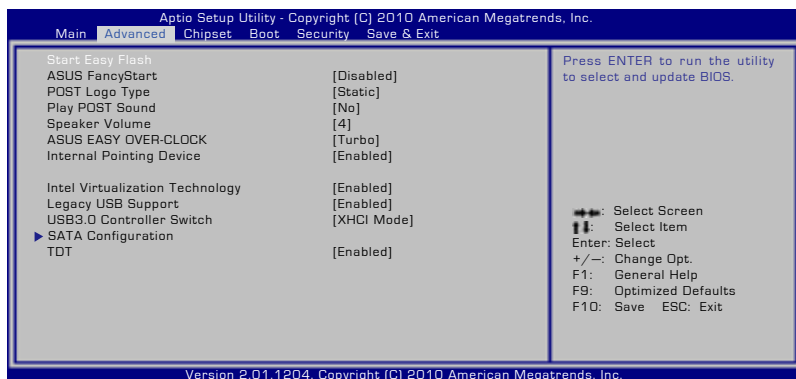 Aptio Setup Utility - Copyright (C) 2010 American Megatrends, Inc.
Main Advanced Chipset Boot Security Save & Exit
Start Easy Flash
ASUS FancyStart [Disabled]
POST Logo Type [Static]
Play POST Sound [No]
Speaker Volume [4]
ASUS EASY OVER-CLOCK [Turbo]
Internal Pointing Device [Enabled]
Intel Virtualization Technology [Enabled]
Legacy USB Support [Enabled]
USB3.0 Controller Switch [XHCI Mode]
SATA Configuration
TDT [Enabled]
Press ENTER to run the utility
to select and update BIOS.
→←: Select Screen
↑↓: Select Item
Enter: Select
+/—: Change Opt.
F1: General Help
F9: Optimized Defaults
F10: Save ESC: Exit
Version 2.01.1204. Copyright (C) 2010 American Megatrends, Inc.